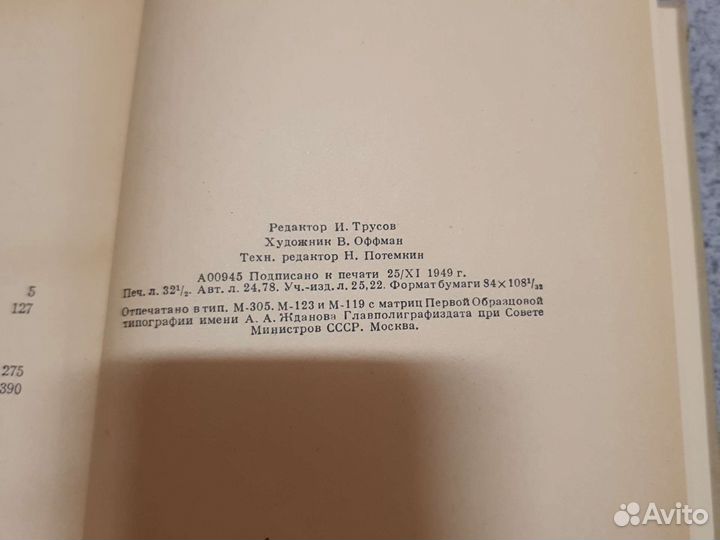 5
127
275
390
Редактор И. Трусов
Художник В. Оффман
Техн. редактор Н. Потемкин
А00945 Подписано к печати 25/XI 1949 г.
Печ. л. 32¹/₂. Авт. л. 24,78. Уч.-изд. л. 25,22. Формат бумаги 84×108¹/₃₂
Отпечатано в тип. М-305. М-123 и М-119 с матриц Первой Образцовой
типографии имени А. А. Жданова Главполиграфиздата при Совете
Министров СССР. Москва.
Avito